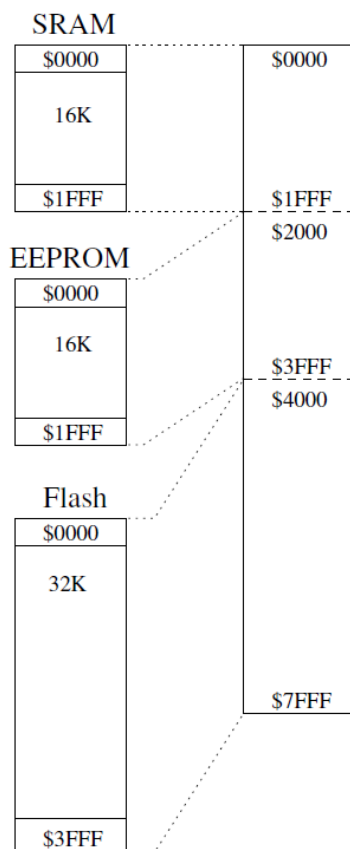 SRAM
$0000
16K
$1FFF
EEPROM
$0000
16K
$1FFF
Flash
$0000
32K
$3FFF
$0000
$1FFF
$2000
$3FFF
$4000
$7FFF